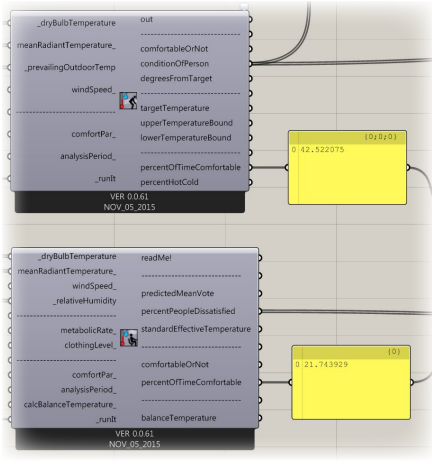 _dryBulbTemperature
out
--------------------
meanRadiantTemperature_
comfortableOrNot
_prevailingOutdoorTemp
conditionOfPerson
degreesFromTarget
windSpeed_
--------------------
--------------------
targetTemperature
upperTemperatureBound
comfortPar_
lowerTemperatureBound
--------------------
analysisPeriod_
percentOfTimeComfortable
_runIt
percentHotCold
VER 0.0.61
NOV_05_2015
{0;0;0}
0 42.522075
_dryBulbTemperature
readMe!
meanRadiantTemperature_
--------------------
windSpeed_
predictedMeanVote
_relativeHumidity
percentPeopleDissatisfied
--------------------
metabolicRate_
standardEffectiveTemperature
clothingLevel_
--------------------
--------------------
comfortableOrNot
comfortPar_
percentOfTimeComfortable
analysisPeriod_
--------------------
calcBalanceTemperature_
_runIt
balanceTemperature
VER 0.0.61
NOV_05_2015
{0}
0 21.743929